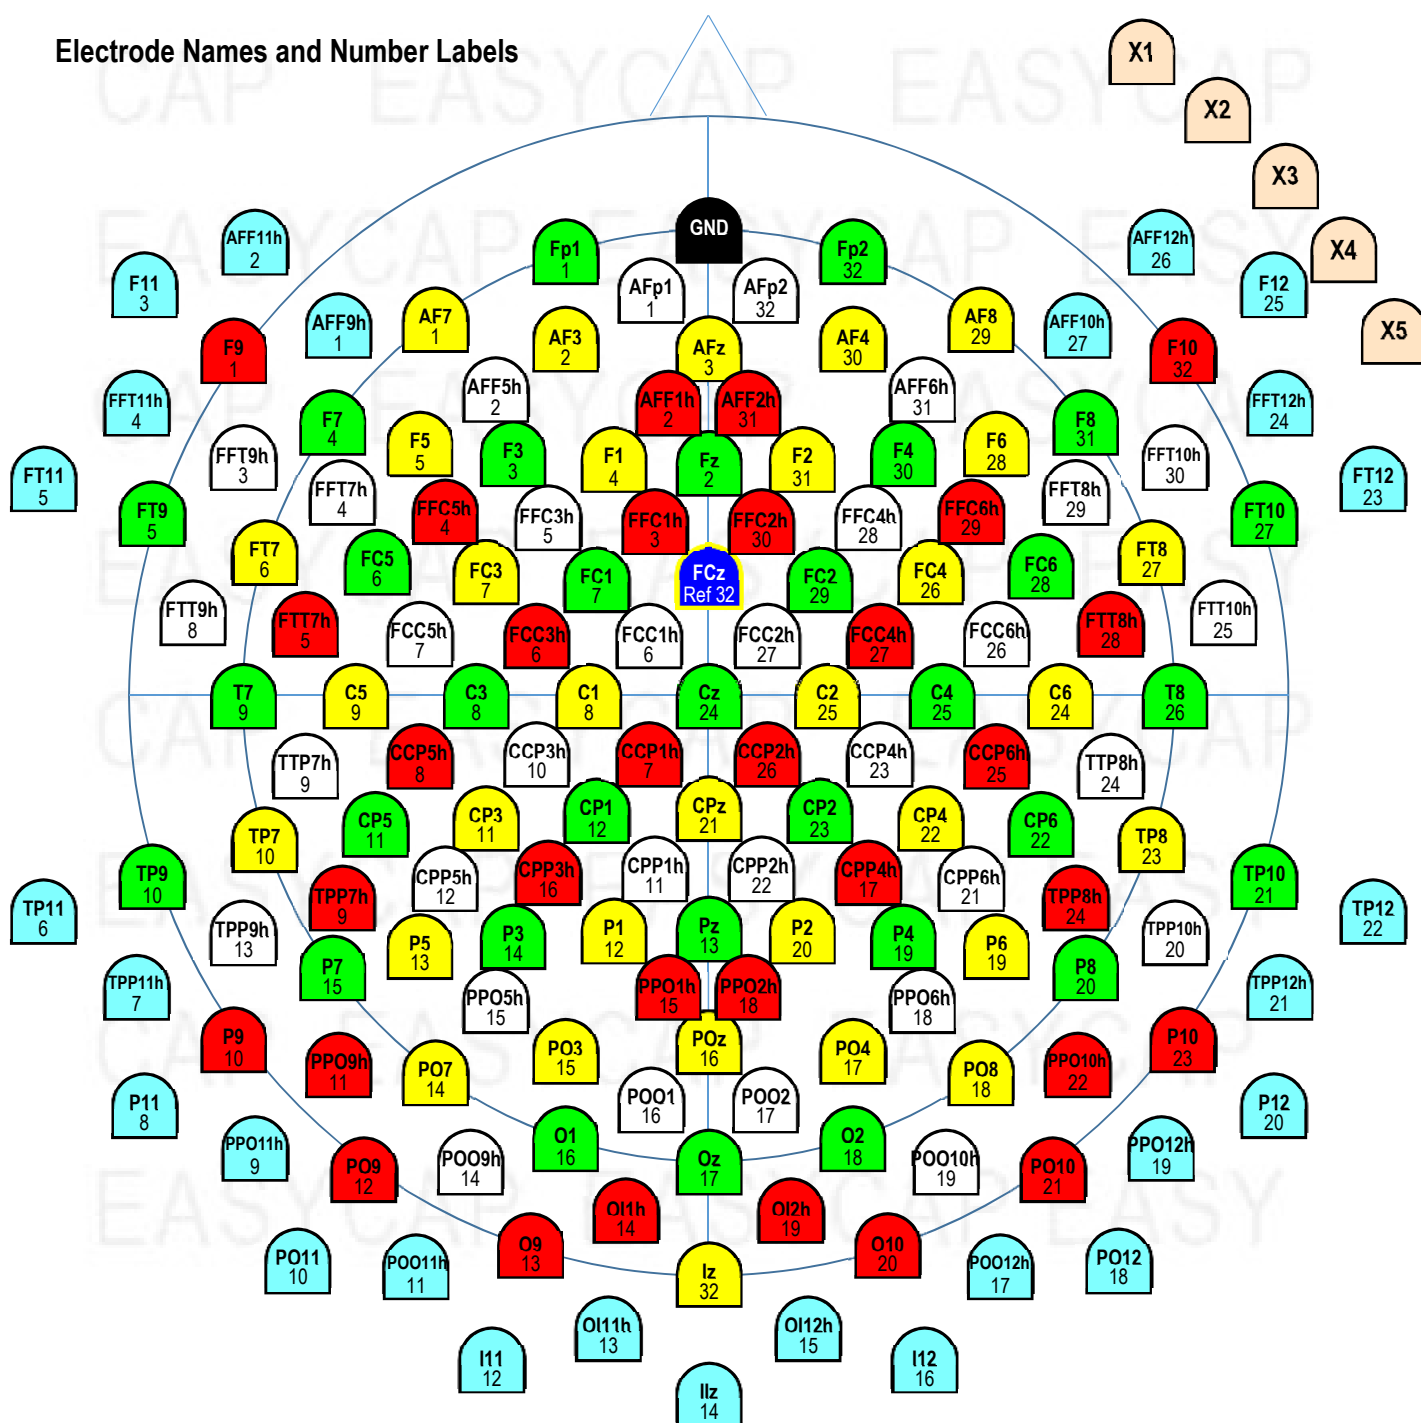 Electrode Names and Number Labels
CAP EASYCAP EASYCAP
X1
X2
X3
X4
X5
GND
Fp1
1
Fp2
32
AFF11h
2
AFF12h
26
F11
3
AFp1
1
AFp2
32
F12
25
AFF9h
1
AF7
1
AF3
2
AFz
3
AF4
30
AF8
29
AFF10h
27
F9
1
F10
32
FFT11h
4
AFF5h
2
AFF1h
2
AFF2h
31
AFF6h
31
FFT12h
24
F7
4
F5
5
F3
3
F1
4
Fz
2
F2
31
F4
30
F6
28
F8
31
FT11
5
FFT9h
3
FFT10h
30
FT12
23
FT9
5
FFT7h
4
FFC5h
4
FFC3h
5
FFC1h
3
FFC2h
30
FFC4h
28
FFC6h
29
FFT8h
29
FT10
27
FT7
6
FC5
6
FC3
7
FC1
7
FCz
Ref 32
FC2
29
FC4
26
FC6
28
FT8
27
FTT9h
8
FTT7h
5
FCC5h
7
FCC3h
6
FCC1h
6
FCC2h
27
FCC4h
27
FCC6h
26
FTT8h
28
FTT10h
25
T7
9
C5
9
C3
8
C1
8
Cz
24
C2
25
C4
25
C6
24
T8
26
TTP7h
9
CCP5h
8
CCP3h
10
CCP1h
7
CCP2h
26
CCP4h
23
CCP6h
25
TTP8h
24
TP7
10
CP5
11
CP3
11
CP1
12
CPz
21
CP2
23
CP4
22
CP6
22
TP8
23
TP9
10
TPP7h
9
CPP5h
12
CPP3h
16
CPP1h
11
CPP2h
22
CPP4h
17
CPP6h
21
TPP8h
24
TP10
21
TP11
6
TPP9h
13
TPP10h
20
TP12
22
P7
15
P5
13
P3
14
P1
12
Pz
13
P2
20
P4
19
P6
19
P8
20
TPP11h
7
PPO5h
15
PPO1h
15
PPO2h
18
PPO6h
18
TPP12h
21
P9
10
PPO9h
11
PO7
14
PO3
15
POz
16
PO4
17
PO8
18
PPO10h
22
P10
23
P11
8
POO1
16
POO2
17
P12
20
PPO11h
9
PO9
12
POO9h
14
O1
16
Oz
17
O2
18
POO10h
19
PO10
21
PPO12h
19
OI1h
14
OI2h
19
PO11
10
POO11h
11
O9
13
Iz
32
O10
20
POO12h
17
PO12
18
OI11h
13
OI12h
15
I11
12
IIz
14
I12
16